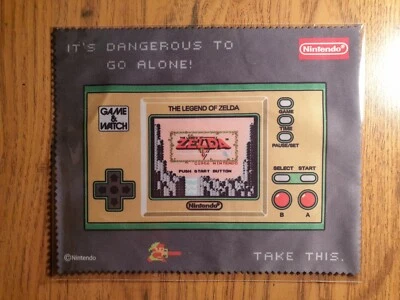 IT'S DANGEROUS TO
GO ALONE!
Nintendo®
GAME & WATCH
THE LEGEND OF ZELDA
GAME
TIME
PAUSE/SET
ZELDA
PUSH START BUTTON
SELECT START
Nintendo®
B A
©Nintendo
TAKE THIS.